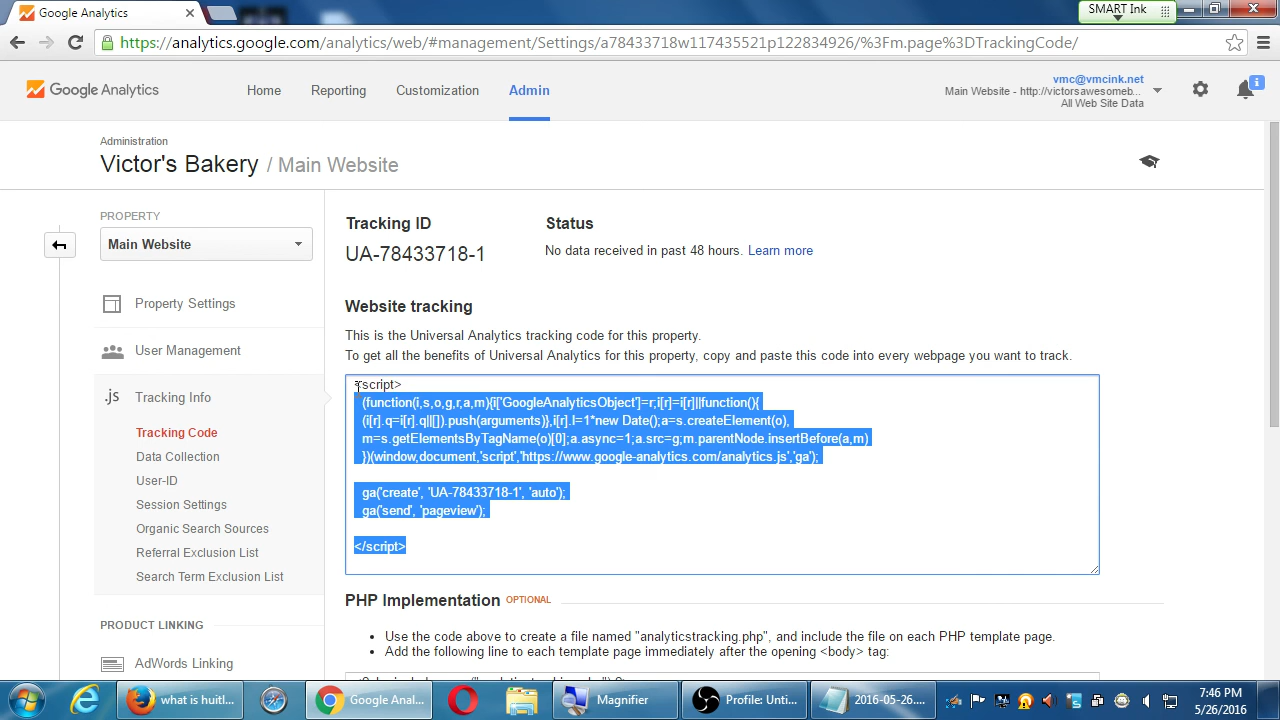 Google Analytics
SMART Ink
https://analytics.google.com/analytics/web/#management/Settings/a78433718w117435521p122834926/%3Fm.page%3DTrackingCode/
Google Analytics
Home
Reporting
Customization
Admin
vmc@vmcink.net
Main Website - http://victorsawesomeb...
All Web Site Data
Administration
Victor's Bakery / Main Website
PROPERTY
Main Website
Property Settings
User Management
.js Tracking Info
Tracking Code
Data Collection
User-ID
Session Settings
Organic Search Sources
Referral Exclusion List
Search Term Exclusion List
PRODUCT LINKING
AdWords Linking
Tracking ID
UA-78433718-1
Status
No data received in past 48 hours. Learn more
Website tracking
This is the Universal Analytics tracking code for this property.
To get all the benefits of Universal Analytics for this property, copy and paste this code into every webpage you want to track.
<script>
(function(i,s,o,g,r,a,m){i['GoogleAnalyticsObject']=r;i[r]=i[r]||function(){
(i[r].q=i[r].q||[]).push(arguments)},i[r].l=1*new Date();a=s.createElement(o),
m=s.getElementsByTagName(o)[0];a.async=1;a.src=g;m.parentNode.insertBefore(a,m)
})(window,document,'script','https://www.google-analytics.com/analytics.js','ga');
ga('create', 'UA-78433718-1', 'auto');
ga('send', 'pageview');
</script>
PHP Implementation OPTIONAL
• Use the code above to create a file named "analyticstracking.php", and include the file on each PHP template page.
• Add the following line to each template page immediately after the opening <body> tag:
what is huitl...
Google Anal...
Magnifier
Profile: Unti...
2016-05-26....
7:46 PM
5/26/2016